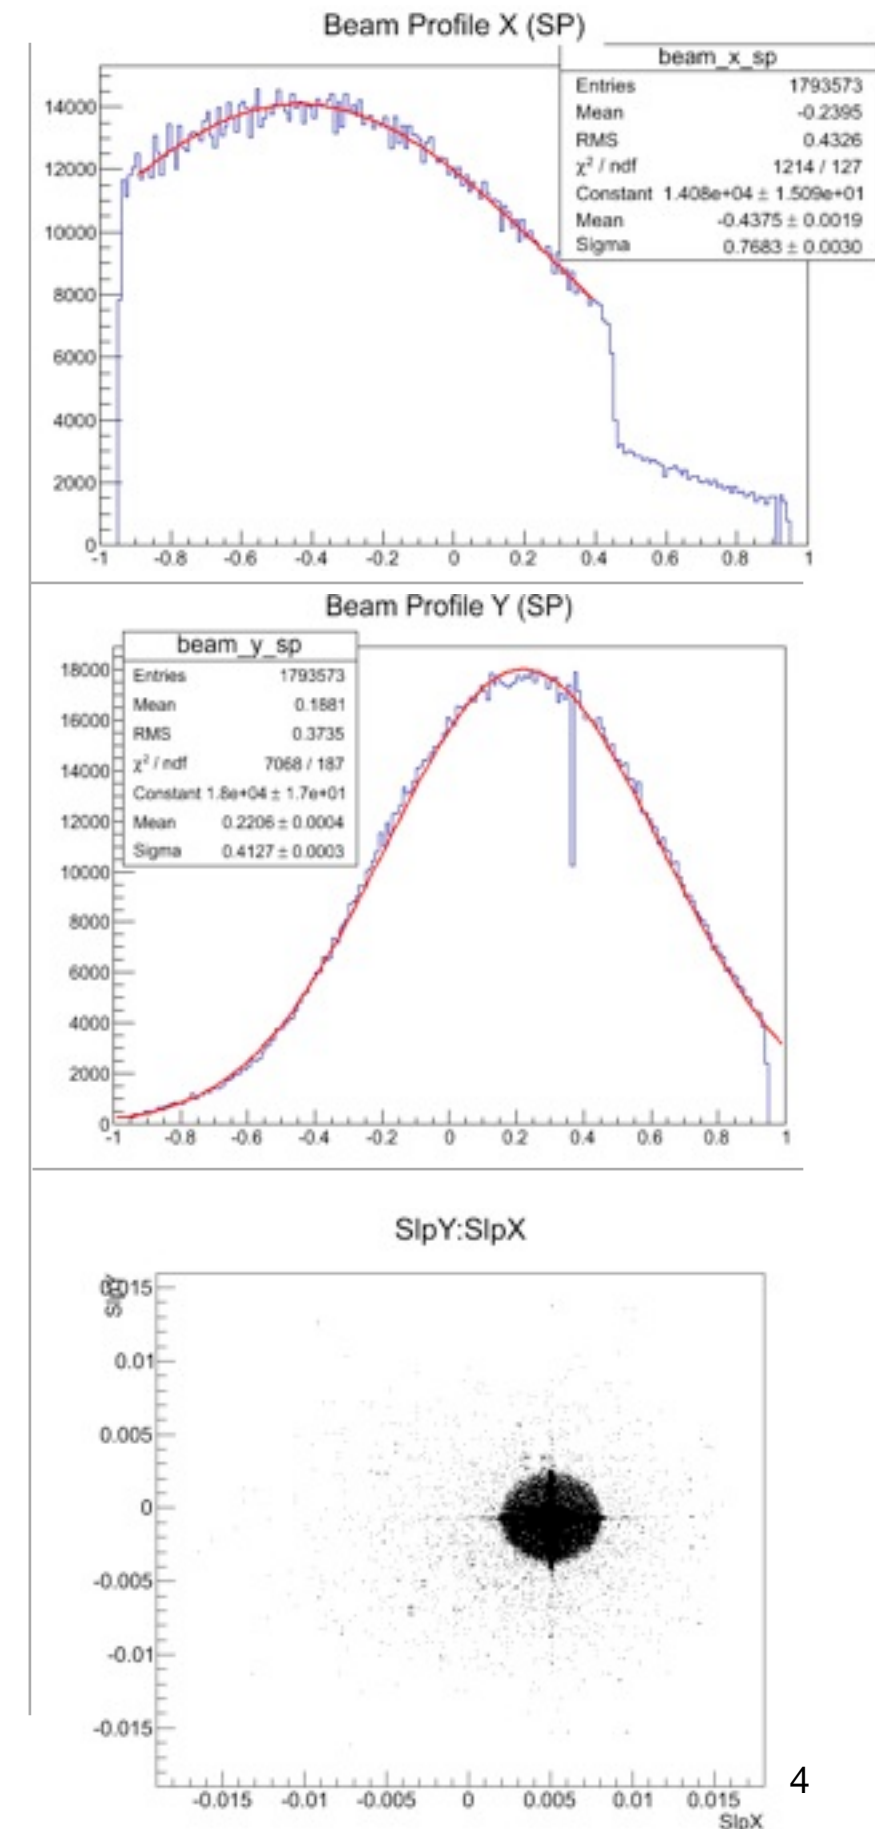 Beam Profile X (SP)
beam_x_sp
Entries 1793573
Mean -0.2395
RMS 0.4326
χ² / ndf 1214 / 127
Constant 1.408e+04 ± 1.509e+01
Mean -0.4375 ± 0.0019
Sigma 0.7683 ± 0.0030
14000
12000
10000
8000
6000
4000
2000
0
-1 -0.8 -0.6 -0.4 -0.2 0 0.2 0.4 0.6 0.8 1
Beam Profile Y (SP)
beam_y_sp
Entries 1793573
Mean 0.1881
RMS 0.3735
χ² / ndf 7068 / 187
Constant 1.8e+04 ± 1.7e+01
Mean 0.2206 ± 0.0004
Sigma 0.4127 ± 0.0003
18000
16000
14000
12000
10000
8000
6000
4000
2000
0
-1 -0.8 -0.6 -0.4 -0.2 0 0.2 0.4 0.6 0.8 1
SlpY:SlpX
SlpY
0.015
0.01
0.005
0
-0.005
-0.01
-0.015
-0.015 -0.01 -0.005 0 0.005 0.01 0.015
SlpX
4